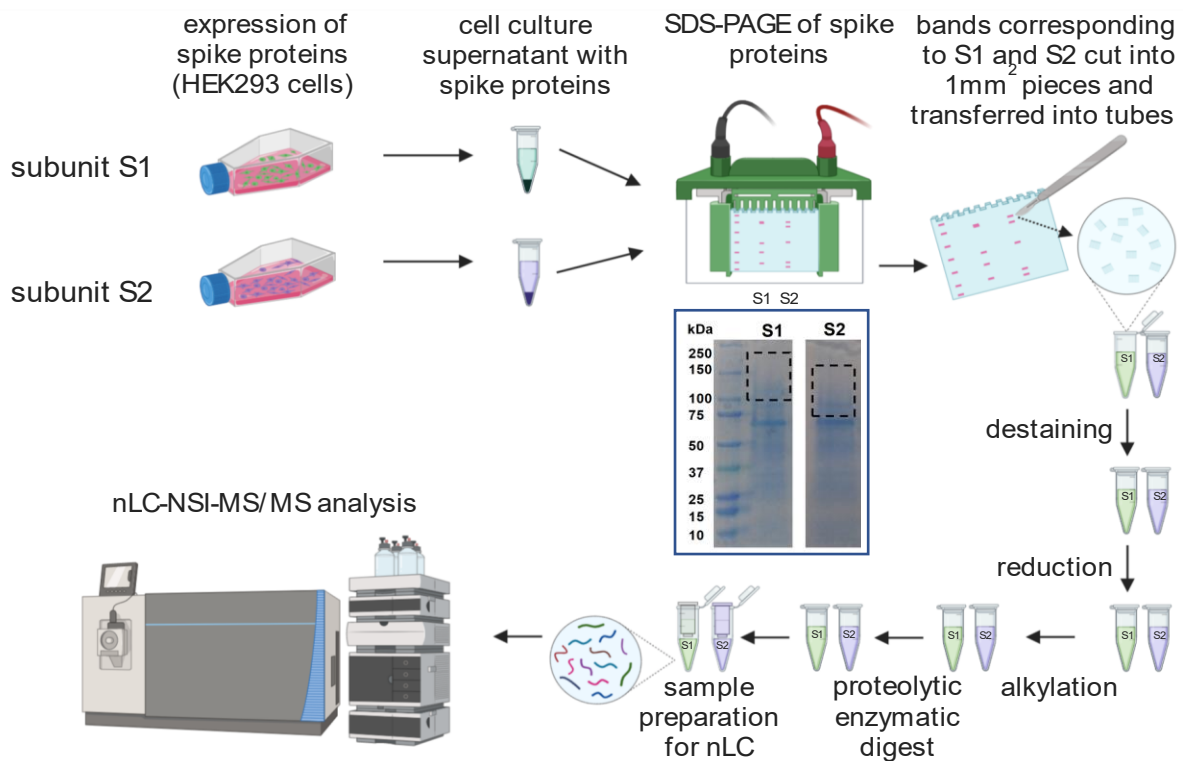 expression of
spike proteins
(HEK293 cells)
cell culture
supernatant with
spike proteins
SDS-PAGE of spike
proteins
bands corresponding
to S1 and S2 cut into
1mm² pieces and
transferred into tubes
subunit S1
subunit S2
S1 S2
kDa
S1
S2
250
150
100
75
50
37
25
15
10
S1
S2
destaining
S1
S2
reduction
S1
S2
alkylation
S1
S2
proteolytic
enzymatic
digest
S1
S2
sample
preparation
for nLC
S1
S2
nLC-NSI-MS/ MS analysis